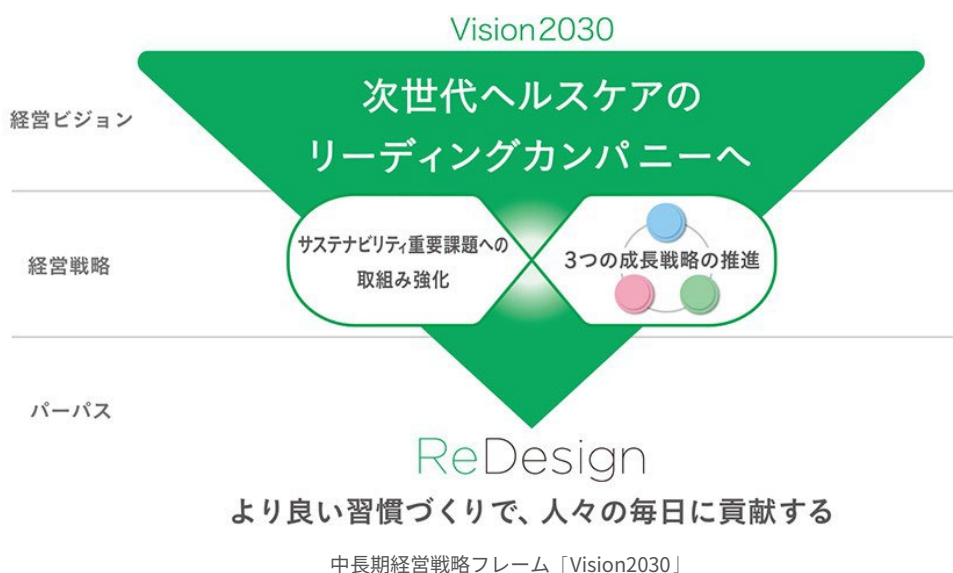 Vision2030
経営ビジョン
次世代ヘルスケアの
リーディングカンパニーへ
経営戦略
サステナビリティ重要課題への
取組み強化
3つの成長戦略の推進
パーパス
ReDesign
より良い習慣づくりで、人々の毎日に貢献する
中長期経営戦略フレーム「Vision2030」